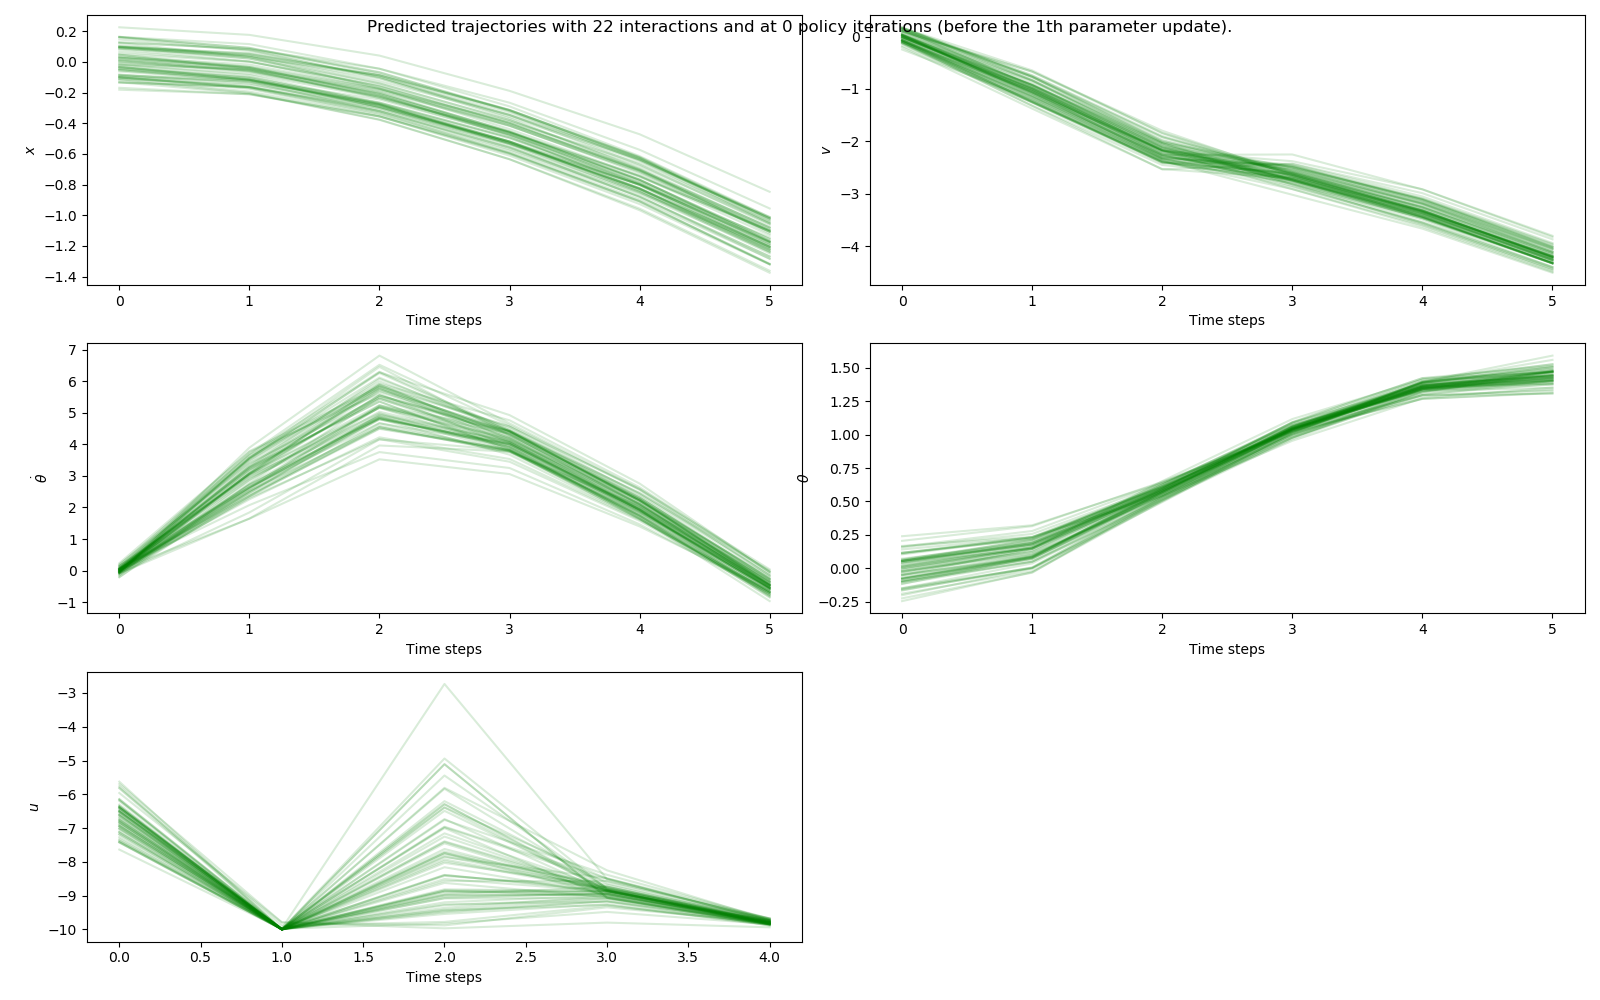 Predicted trajectories with 22 interactions and at 0 policy iterations (before the 1th parameter update).
0.2
0.0
−0.2
−0.4
−0.6
−0.8
−1.0
−1.2
−1.4
x
0 1 2 3 4 5
Time steps
0
−1
−2
−3
−4
v
0 1 2 3 4 5
Time steps
7
6
5
4
3
2
1
0
−1
θ̇
0 1 2 3 4 5
Time steps
1.50
1.25
1.00
0.75
0.50
0.25
0.00
−0.25
θ
0 1 2 3 4 5
Time steps
−3
−4
−5
−6
−7
−8
−9
−10
u
0.0 0.5 1.0 1.5 2.0 2.5 3.0 3.5 4.0
Time steps